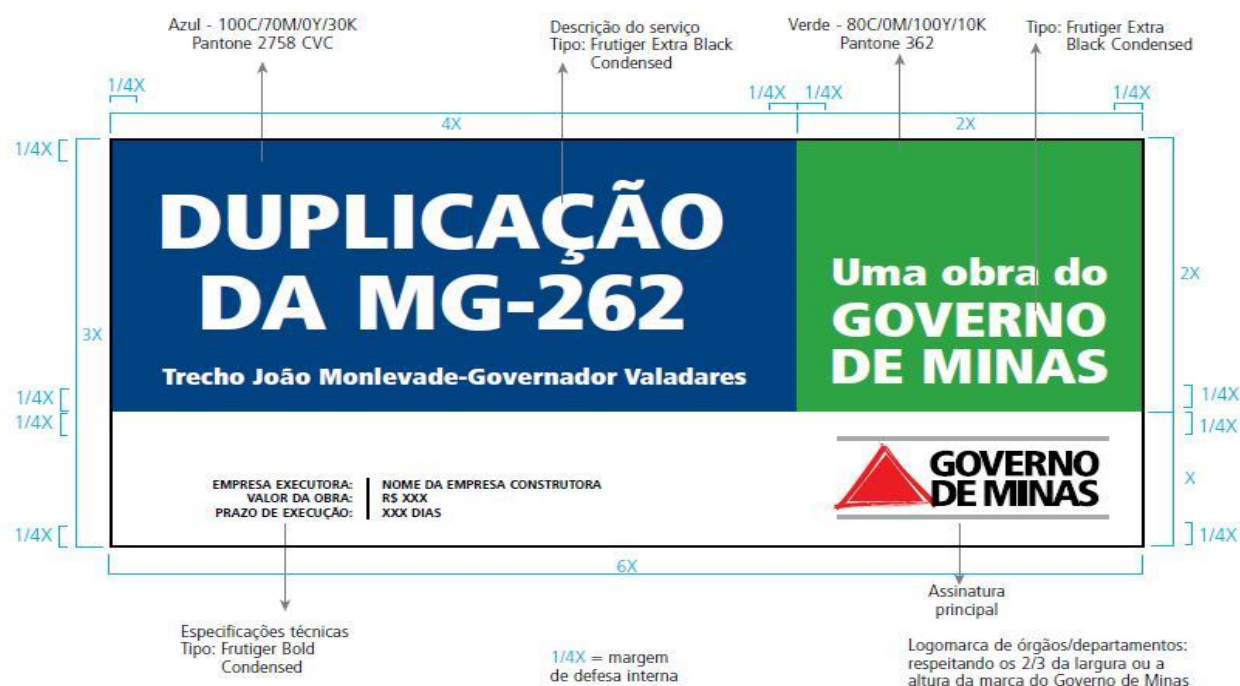 Azul - 100C/70M/0Y/30K
Pantone 2758 CVC
Descrição do serviço
Tipo: Frutiger Extra Black
Condensed
Verde - 80C/0M/100Y/10K
Pantone 362
Tipo: Frutiger Extra
Black Condensed
1/4X
1/4X
1/4X
1/4X
4X
2X
1/4X
DUPLICAÇÃO
DA MG-262
Trecho João Monlevade-Governador Valadares
Uma obra do
GOVERNO
DE MINAS
2X
3X
1/4X
1/4X
1/4X
1/4X
EMPRESA EXECUTORA: NOME DA EMPRESA CONSTRUTORA
VALOR DA OBRA: R$ XXX
PRAZO DE EXECUÇÃO: XXX DIAS
GOVERNO
DE MINAS
X
1/4X
1/4X
6X
Especificações técnicas
Tipo: Frutiger Bold
Condensed
1/4X = margem
de defesa interna
Assinatura
principal
Logomarca de órgãos/departamentos:
respeitando os 2/3 da largura ou a
altura da marca do Governo de Minas